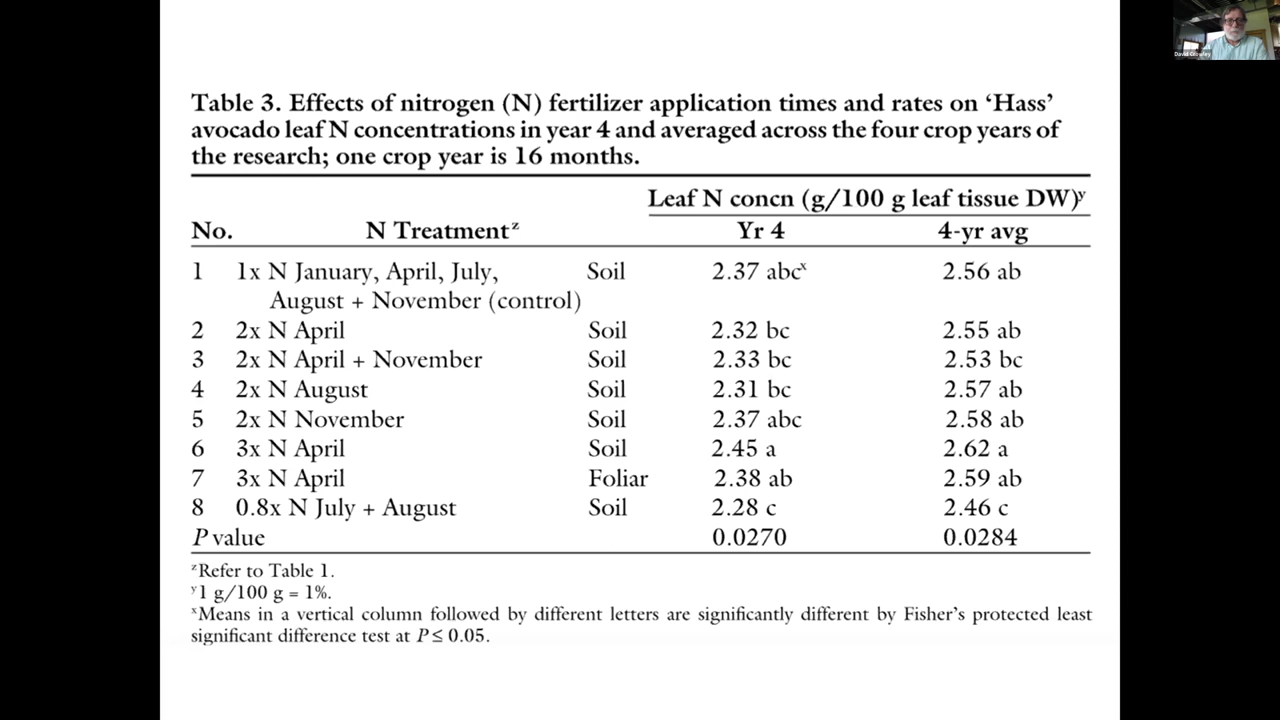 David Crowley
Table 3. Effects of nitrogen (N) fertilizer application times and rates on ‘Hass’
avocado leaf N concentrations in year 4 and averaged across the four crop years of
the research; one crop year is 16 months.
Leaf N concn (g/100 g leaf tissue DW)ʸ
No. N Treatmentᶻ Yr 4 4-yr avg
1 1x N January, April, July, Soil 2.37 abcˣ 2.56 ab
August + November (control)
2 2x N April Soil 2.32 bc 2.55 ab
3 2x N April + November Soil 2.33 bc 2.53 bc
4 2x N August Soil 2.31 bc 2.57 ab
5 2x N November Soil 2.37 abc 2.58 ab
6 3x N April Soil 2.45 a 2.62 a
7 3x N April Foliar 2.38 ab 2.59 ab
8 0.8x N July + August Soil 2.28 c 2.46 c
P value 0.0270 0.0284
ᶻRefer to Table 1.
ʸ1 g/100 g = 1%.
ˣMeans in a vertical column followed by different letters are significantly different by Fisher’s protected least
significant difference test at P ≤ 0.05.